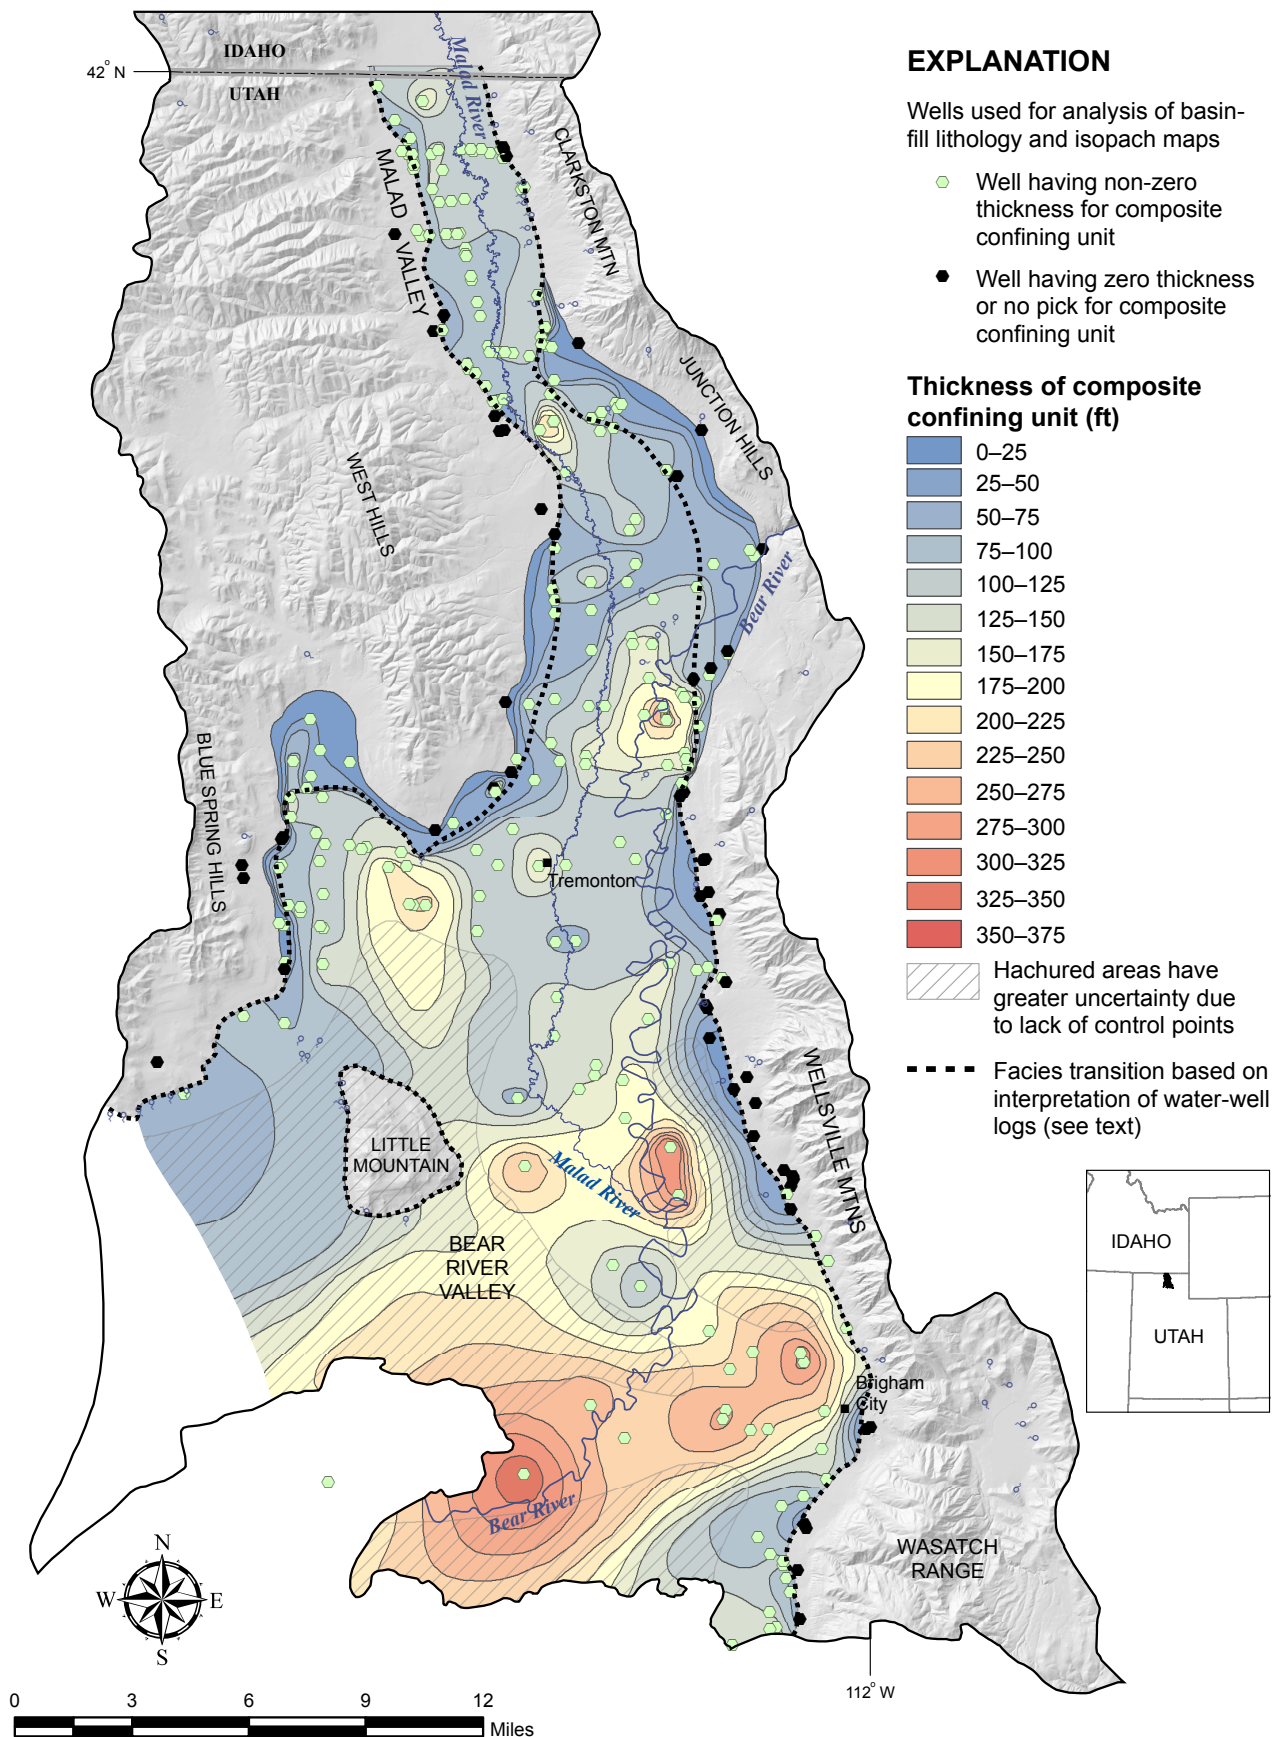 IDAHO
42° N
UTAH
Malad River
CLARKSTON MTN
MALAD VALLEY
JUNCTION HILLS
WEST HILLS
Bear River
BLUE SPRING HILLS
Tremonton
WELLSVILLE MTNS
LITTLE
MOUNTAIN
Malad River
BEAR
RIVER
VALLEY
Brigham
City
Bear River
WASATCH
RANGE
N
W
E
S
112° W
0
3
6
9
12
Miles
EXPLANATION
Wells used for analysis of basin-
fill lithology and isopach maps
Well having non-zero
thickness for composite
confining unit
Well having zero thickness
or no pick for composite
confining unit
Thickness of composite
confining unit (ft)
0–25
25–50
50–75
75–100
100–125
125–150
150–175
175–200
200–225
225–250
250–275
275–300
300–325
325–350
350–375
Hachured areas have
greater uncertainty due
to lack of control points
Facies transition based on
interpretation of water-well
logs (see text)
IDAHO
UTAH